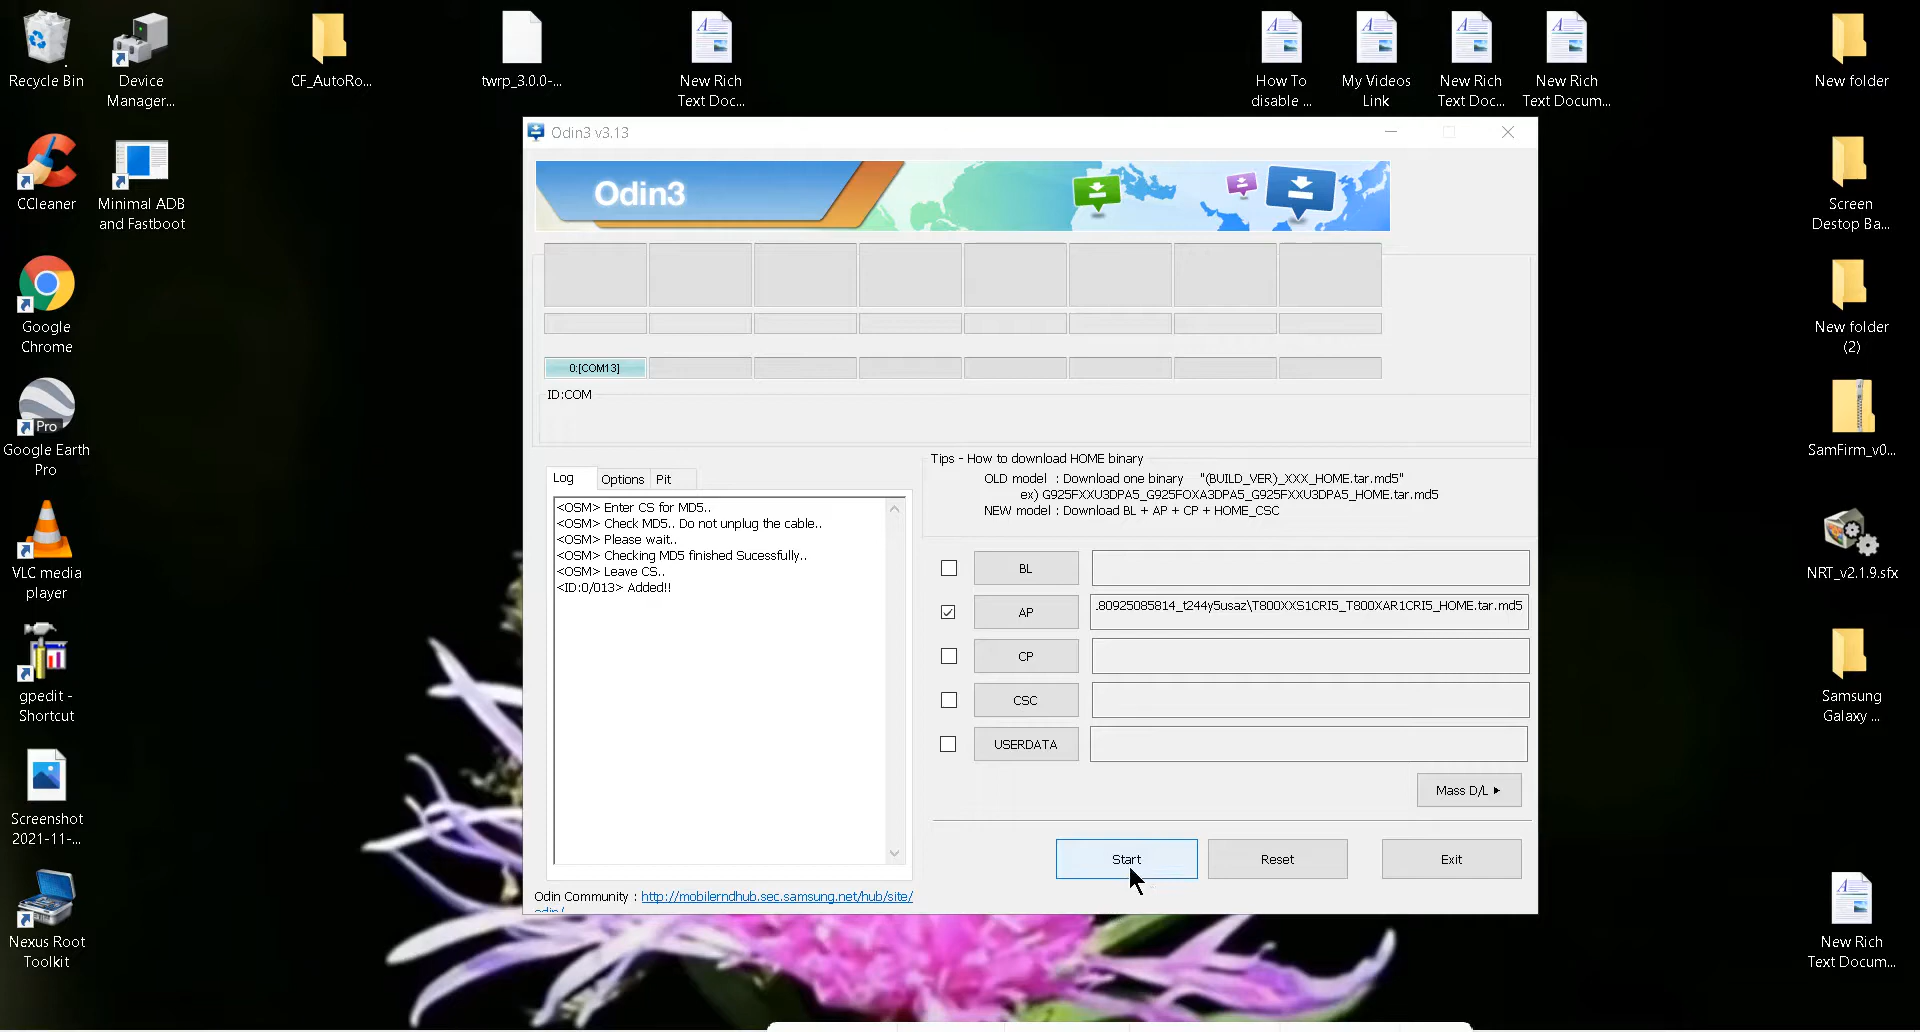 Recycle Bin
Device
Manager...
CF_AutoRo...
twrp_3.0.0-...
New Rich
Text Doc...
How To
disable ...
My Videos
Link
New Rich
Text Doc...
New Rich
Text Docum...
New folder
CCleaner
Minimal ADB
and Fastboot
Google
Chrome
Pro
Google Earth
Pro
VLC media
player
gpedit -
Shortcut
Screenshot
2021-11-...
Nexus Root
Toolkit
Odin3 v3.13
Odin3
0:[COM13]
ID:COM
Log
Options
Pit
<OSM> Enter CS for MD5..
<OSM> Check MD5.. Do not unplug the cable..
<OSM> Please wait..
<OSM> Checking MD5 finished Sucessfully..
<OSM> Leave CS..
<ID:0/013> Added!!
Odin Community : http://mobilerndhub.sec.samsung.net/hub/site/
odin/
Tips - How to download HOME binary
OLD model : Download one binary "(BUILD_VER)_XXX_HOME.tar.md5"
ex) G925FXXU3DPA5_G925FOXA3DPA5_G925FXXU3DPA5_HOME.tar.md5
NEW model : Download BL + AP + CP + HOME_CSC
BL
AP
.80925085814_t244y5usaz\T800XXS1CRI5_T800XAR1CRI5_HOME.tar.md5
CP
CSC
USERDATA
Mass D/L
Start
Reset
Exit
Screen
Destop Ba...
New folder
(2)
SamFirm_v0...
NRT_v2.1.9.sfx
Samsung
Galaxy ...
New Rich
Text Docum...